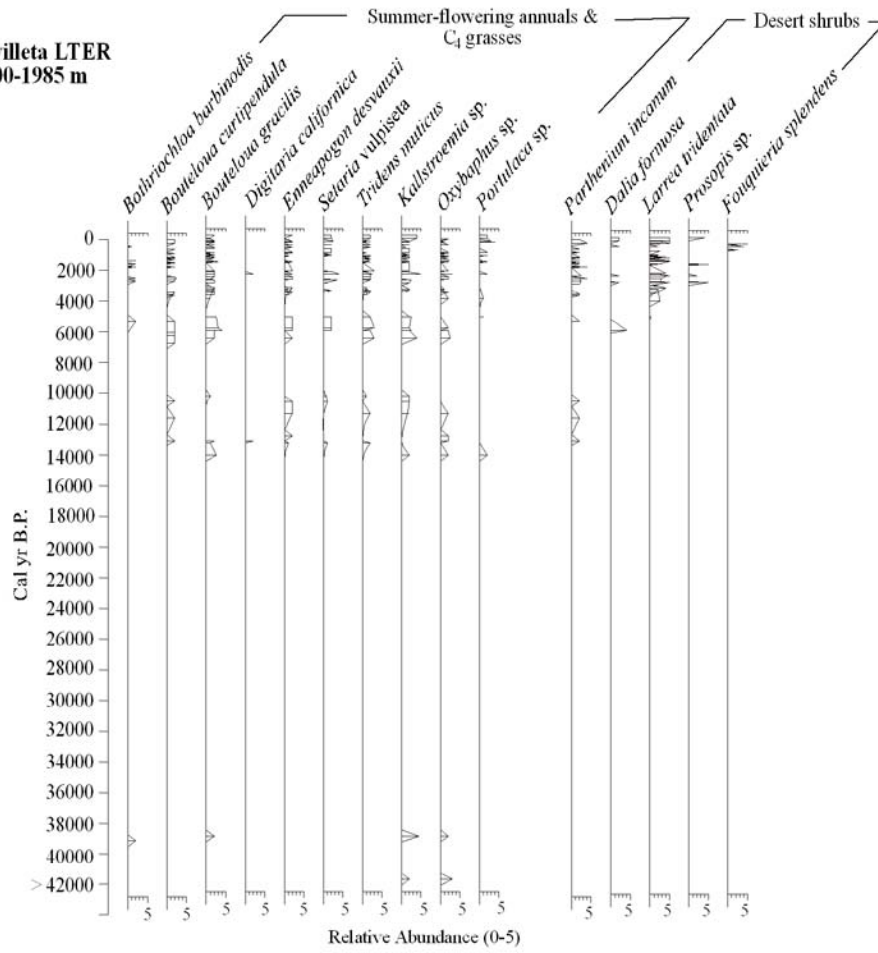 villeta LTER
00-1985 m
Summer-flowering annuals &
C₄ grasses
Desert shrubs
Bothriochloa barbinodis
Bouteloua curtipendula
Bouteloua gracilis
Digitaria californica
Enneapogon desvauxii
Setaria vulpiseta
Tridens muticus
Kallstroemia sp.
Oxybaphus sp.
Portulaca sp.
Parthenium incanum
Dalia formosa
Larrea tridentata
Prosopis sp.
Fouquieria splendens
Cal yr B.P.
0
2000
4000
6000
8000
10000
12000
14000
16000
18000
20000
22000
24000
26000
28000
30000
32000
34000
36000
38000
40000
>42000
5 5 5 5 5 5 5 5 5 5 5 5 5 5 5
Relative Abundance (0-5)